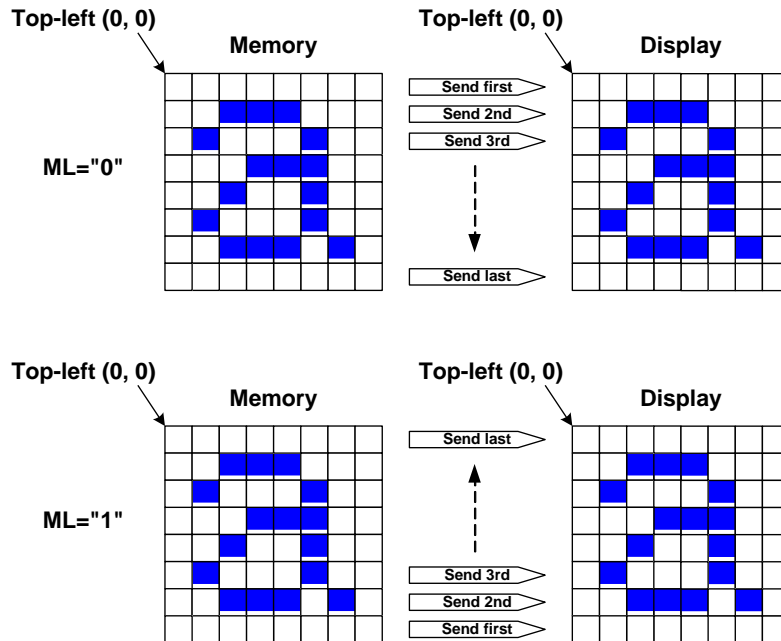 Top-left (0, 0) Top-left (0, 0)
Memory Display
Send first
Send 2nd
Send 3rd
ML="0"
Send last
Top-left (0, 0) Top-left (0, 0)
Memory Display
Send last
ML="1"
Send 3rd
Send 2nd
Send first